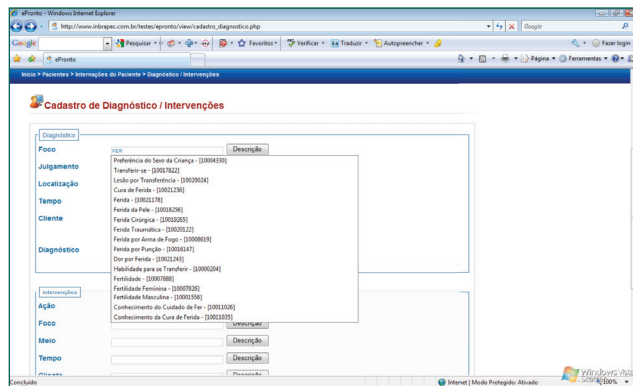 ePronto - Windows Internet Explorer
http://www.inbrapec.com.br/testes/epronto/view/cadastro_diagnostico.php
Google
Google
Pesquisar
Favoritos
Verificar
Traduzir
Autopreencher
Fazer login
ePronto
Página
Ferramentas
Início > Pacientes > Internações do Paciente > Diagnóstico / Intervenções
Cadastro de Diagnóstico / Intervenções
Diagnóstico
Foco
FER
Descrição
Julgamento
Localização
Tempo
Cliente
Diagnóstico
Preferência do Sexo da Criança - [10004330]
Transferir-se - [10017822]
Lesão por Transferência - [10020024]
Cura de Ferida - [10021236]
Ferida - [10021178]
Ferida da Pele - [10018256]
Ferida Cirúrgica - [10019265]
Ferida Traumática - [10020122]
Ferida por Arma de Fogo - [10008619]
Ferida por Punção - [10016147]
Dor por Ferida - [10021243]
Habilidade para se Transferir - [10000204]
Fertilidade - [10007888]
Fertilidade Feminina - [10007826]
Fertilidade Masculina - [10001558]
Conhecimento do Cuidado de Fer - [10011026]
Conhecimento da Cura de Ferida - [10011035]
Intervenções
Ação
Foco
Descrição
Meio
Descrição
Tempo
Descrição
Cliente
Descrição
Concluído
Internet | Modo Protegido: Ativado
100%
Windows Vista